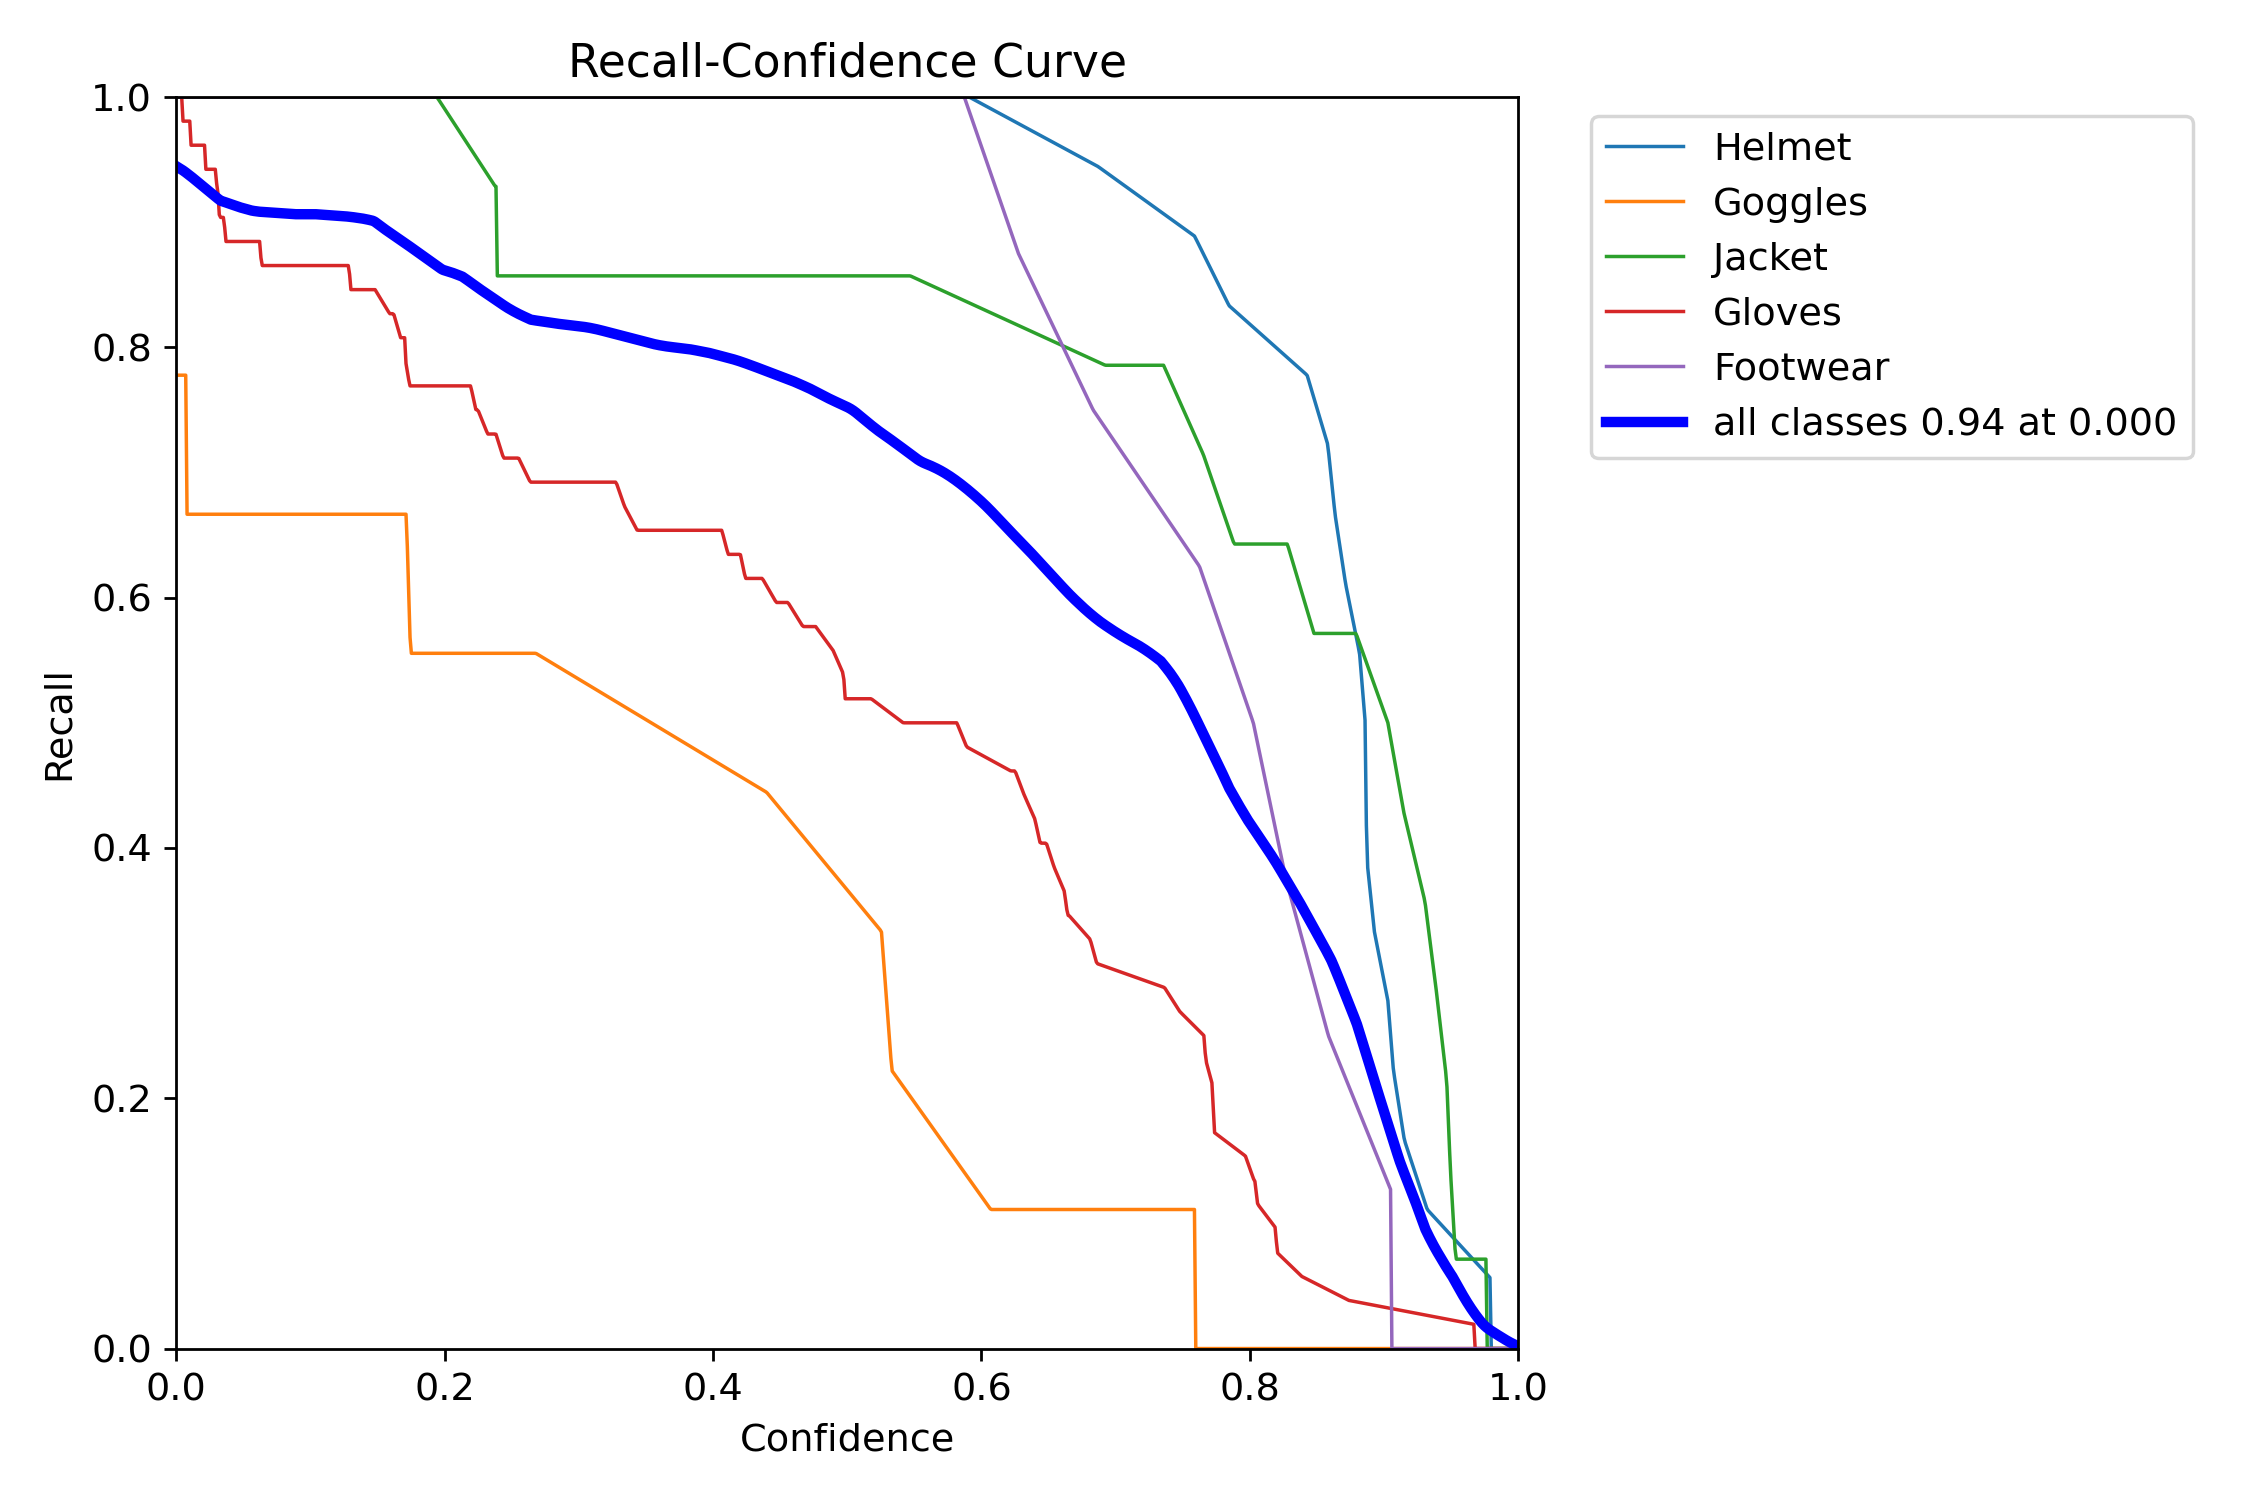 Recall-Confidence Curve
1.0
0.8
0.6
0.4
0.2
0.0
Recall
0.0 0.2 0.4 0.6 0.8 1.0
Confidence
Helmet
Goggles
Jacket
Gloves
Footwear
all classes 0.94 at 0.000